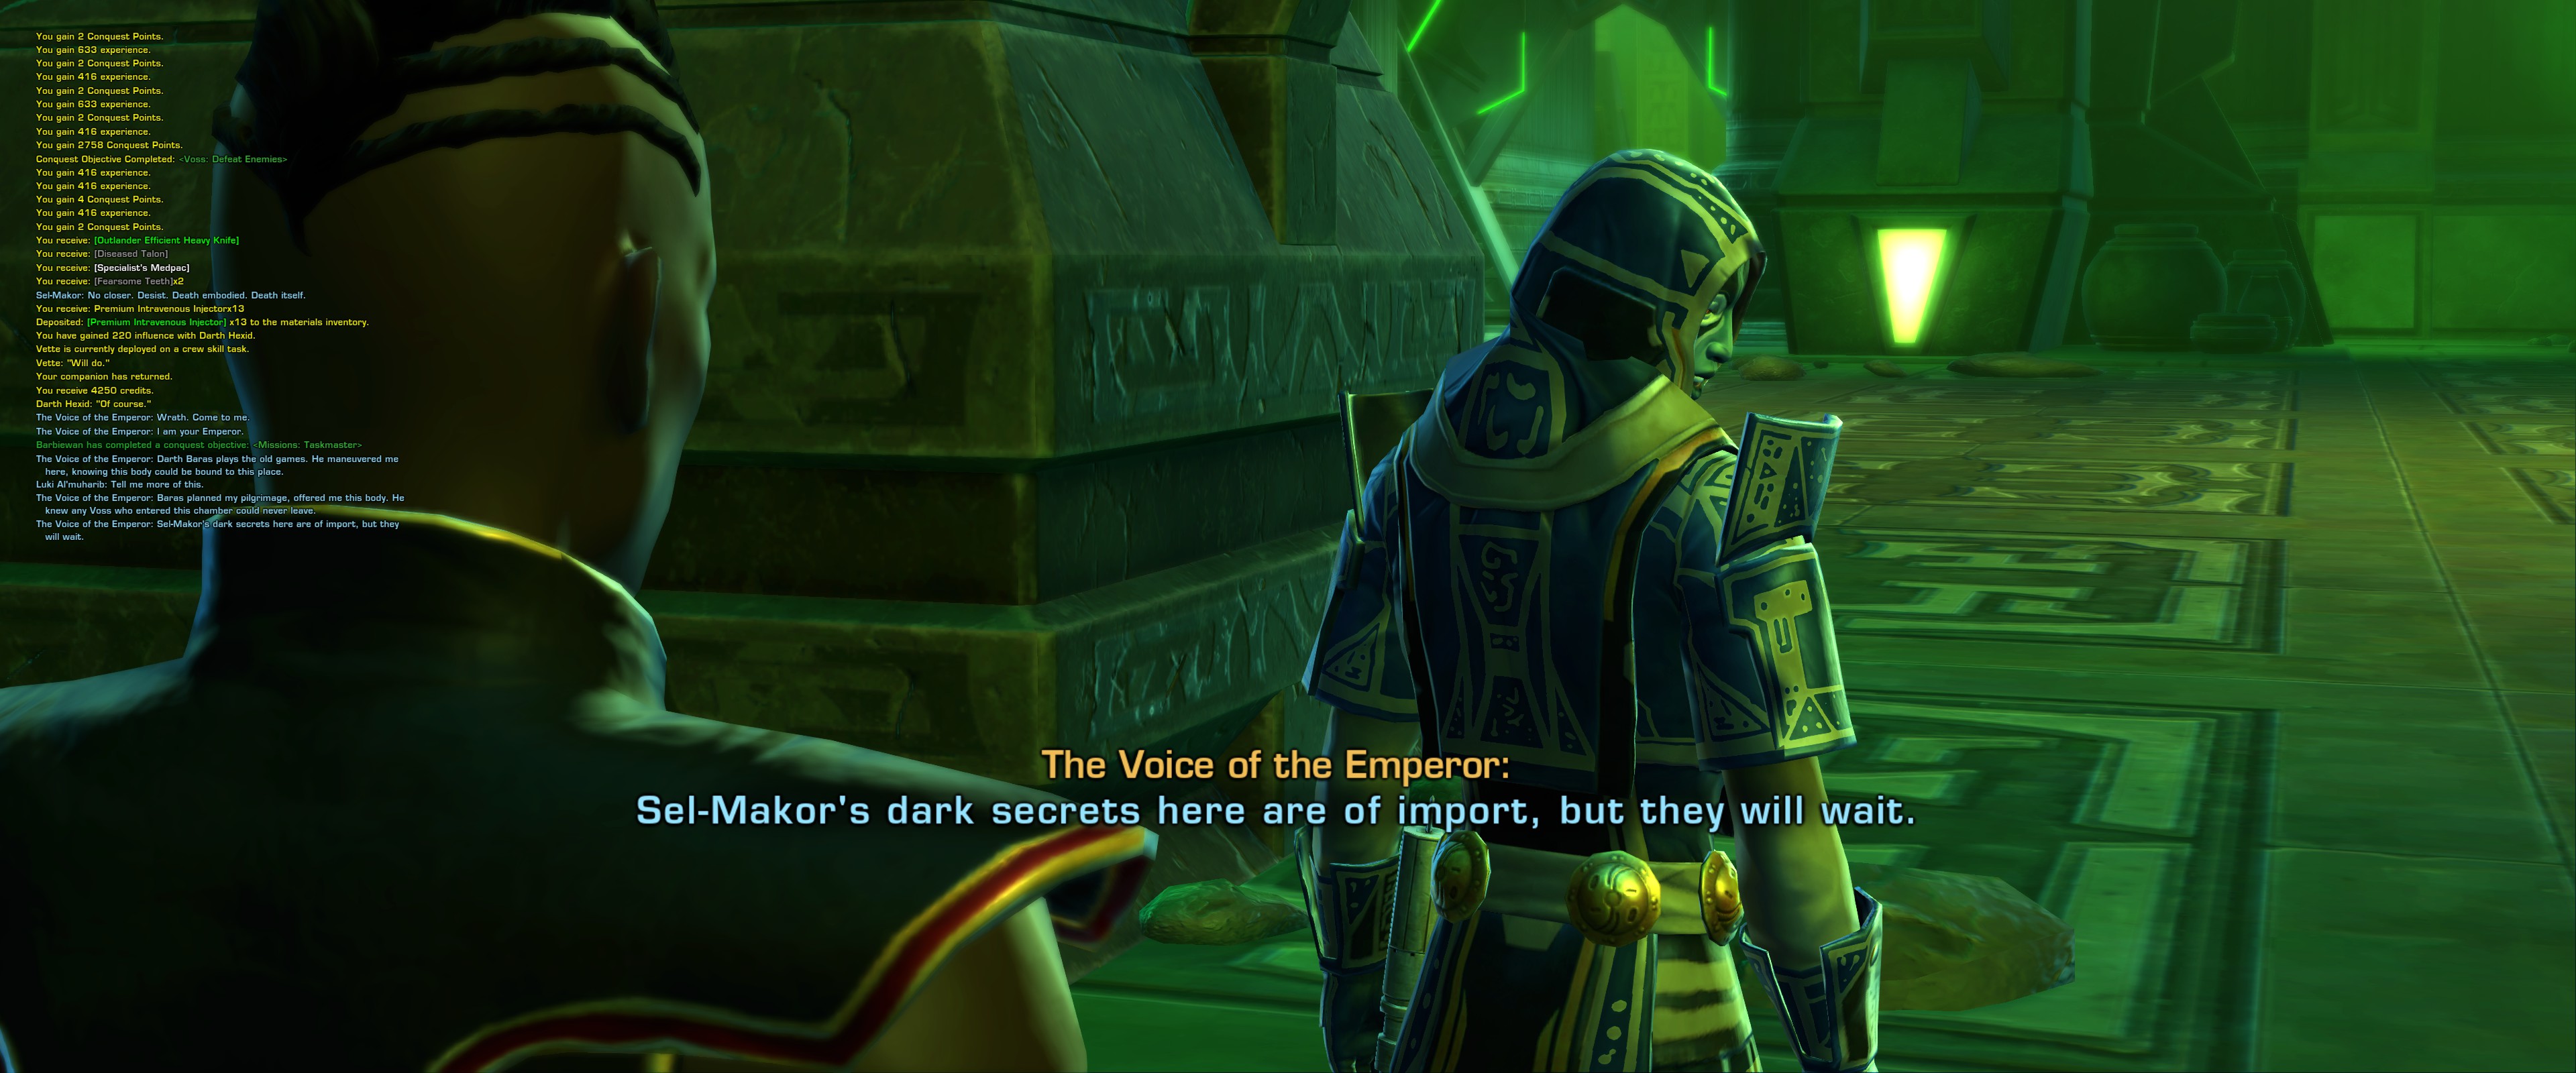 You gain 2 Conquest Points.
You gain 633 experience.
You gain 2 Conquest Points.
You gain 416 experience.
You gain 2 Conquest Points.
You gain 633 experience.
You gain 2 Conquest Points.
You gain 416 experience.
You gain 2758 Conquest Points.
Conquest Objective Completed: <Voss: Defeat Enemies>
You gain 416 experience.
You gain 416 experience.
You gain 4 Conquest Points.
You gain 416 experience.
You gain 2 Conquest Points.
You receive: [Outlander Efficient Heavy Knife]
You receive: [Diseased Talon]
You receive: [Specialist's Medpac]
You receive: [Fearsome Teeth]x2
Sel-Makor: No closer. Desist. Death embodied. Death itself.
You receive: Premium Intravenous Injectorx13
Deposited: [Premium Intravenous Injector] x13 to the materials inventory.
You have gained 220 influence with Darth Hexid.
Vette is currently deployed on a crew skill task.
Vette: "Will do."
Your companion has returned.
You receive 4250 credits.
Darth Hexid: "Of course."
The Voice of the Emperor: Wrath. Come to me.
The Voice of the Emperor: I am your Emperor.
Barbiewan has completed a conquest objective: <Missions: Taskmaster>
The Voice of the Emperor: Darth Baras plays the old games. He maneuvered me
here, knowing this body could be bound to this place.
Luki Al'muharib: Tell me more of this.
The Voice of the Emperor: Baras planned my pilgrimage, offered me this body. He
knew any Voss who entered this chamber could never leave.
The Voice of the Emperor: Sel-Makor's dark secrets here are of import, but they
will wait.
The Voice of the Emperor:
Sel-Makor's dark secrets here are of import, but they will wait.